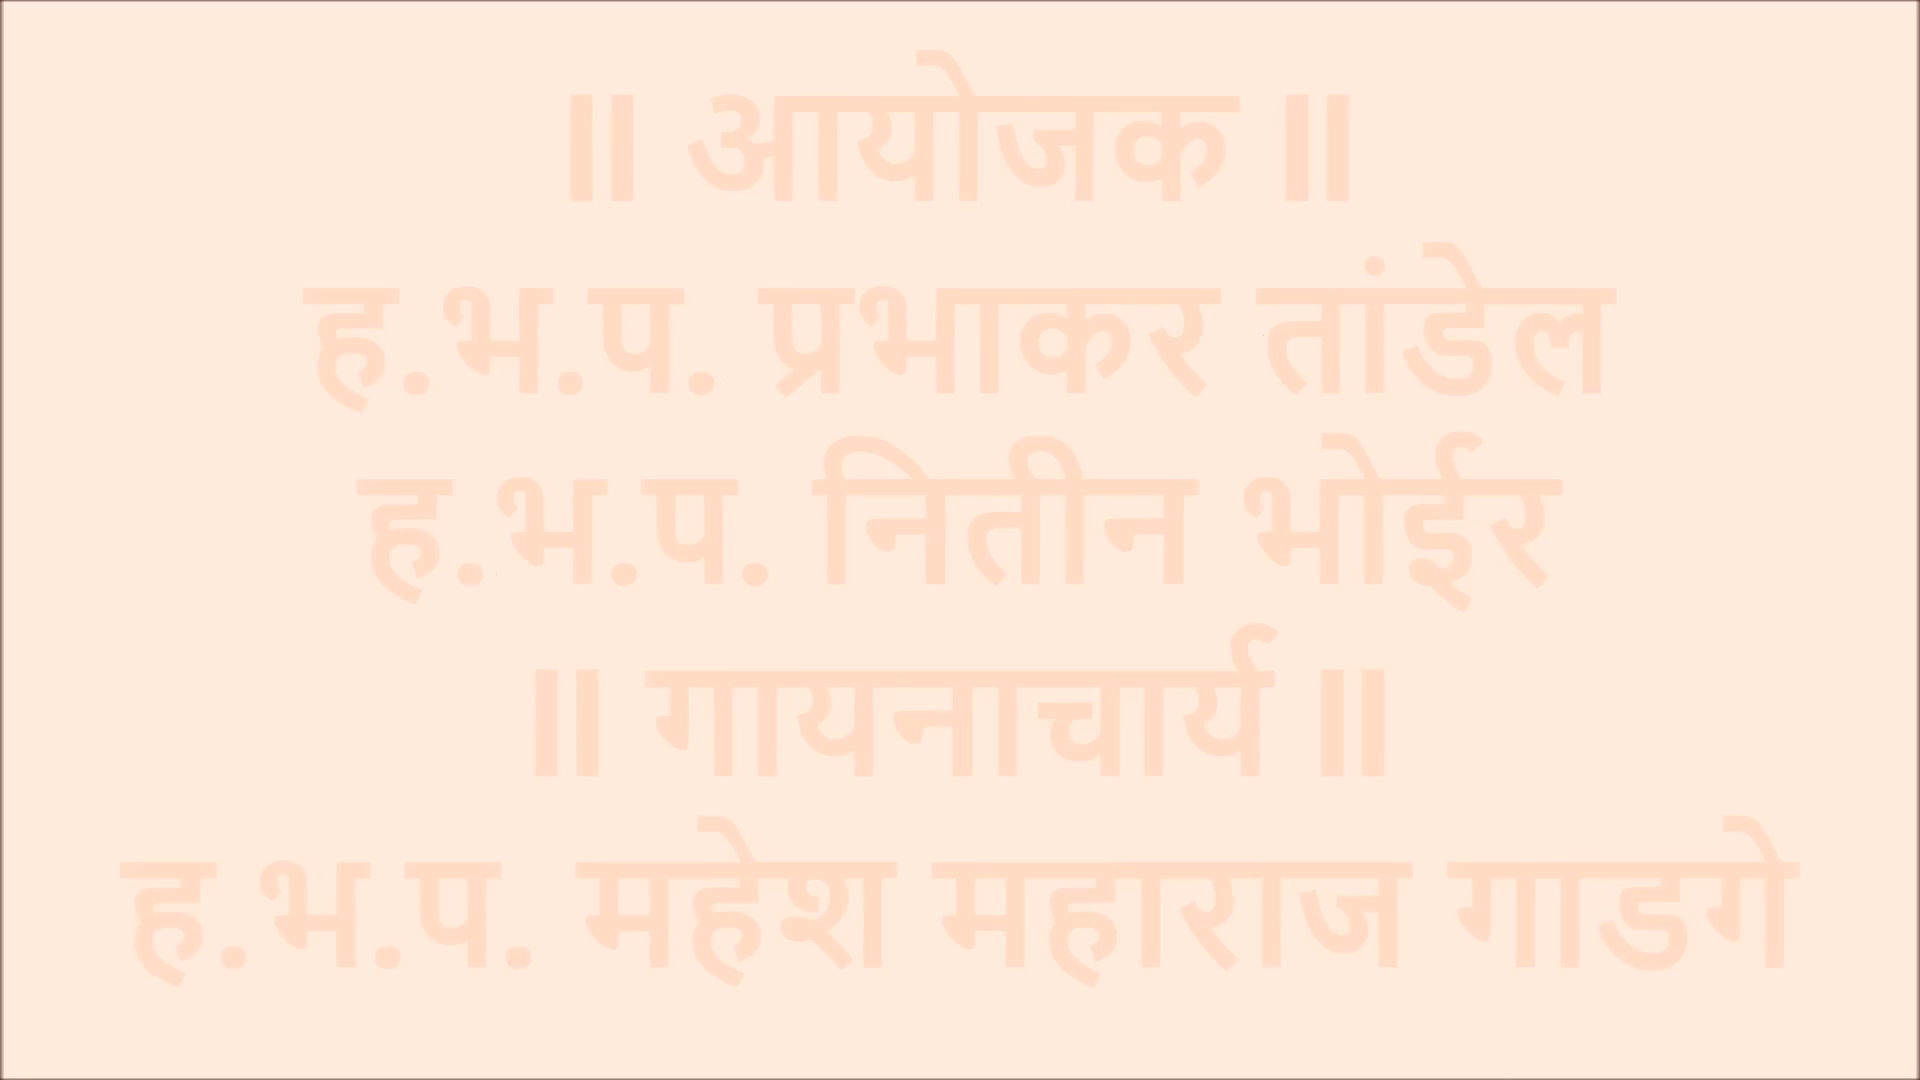 ॥ आयोजक ॥
ह.भ.प. प्रभाकर तांडेल
ह.भ.प. नितीन भोईर
॥ गायनाचार्य ॥
ह.भ.प. महेश महाराज गाडगे